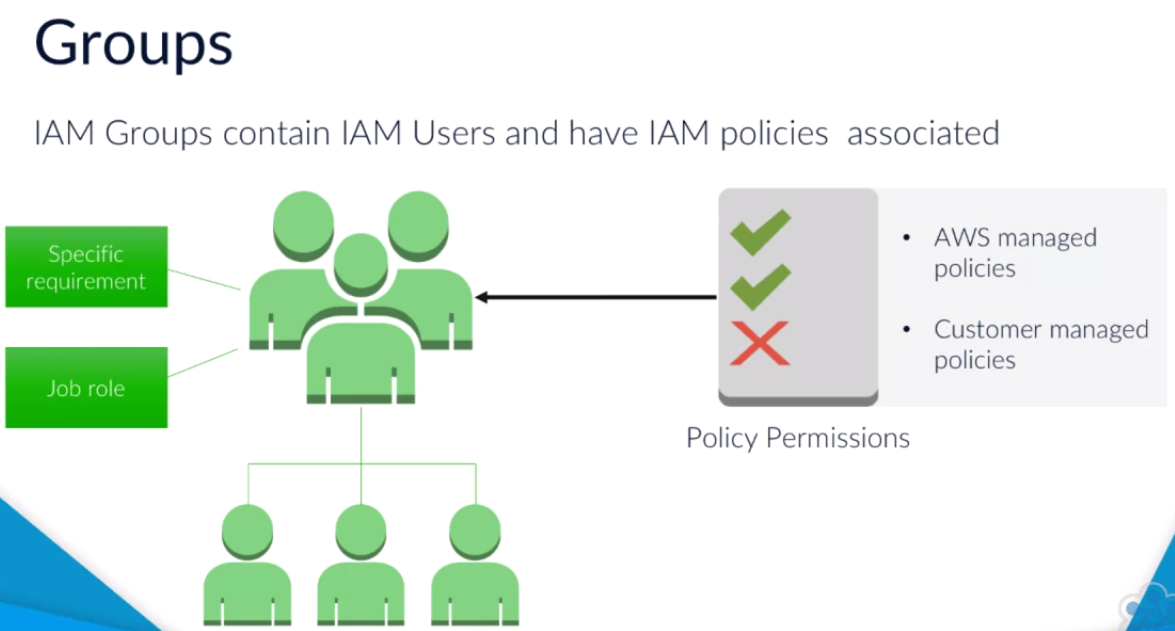 Groups
IAM Groups contain IAM Users and have IAM policies associated
Specific
requirement
Job role
• AWS managed
policies
• Customer managed
policies
Policy Permissions